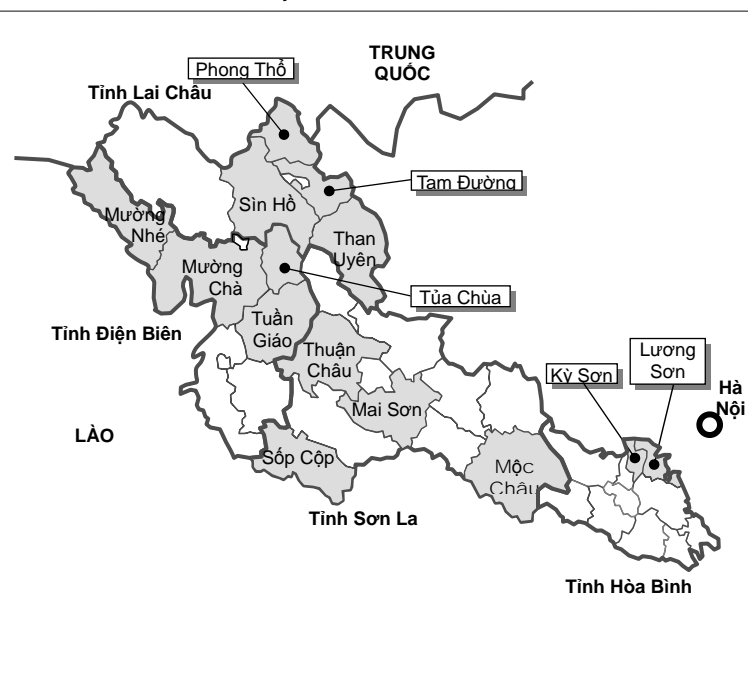 TRUNG
QUỐC
Phong Thổ
Tỉnh Lai Châu
Tam Đường
Mường
Nhé
Sìn Hồ
Than
Uyên
Mường
Chà
Tủa Chùa
Tỉnh Điện Biên
Tuần
Giáo
Thuận
Châu
Lương
Sơn
Kỳ Sơn
Hà
Nội
Mai Sơn
LÀO
Sốp Cộp
Mộc
Châu
Tỉnh Sơn La
Tỉnh Hòa Bình